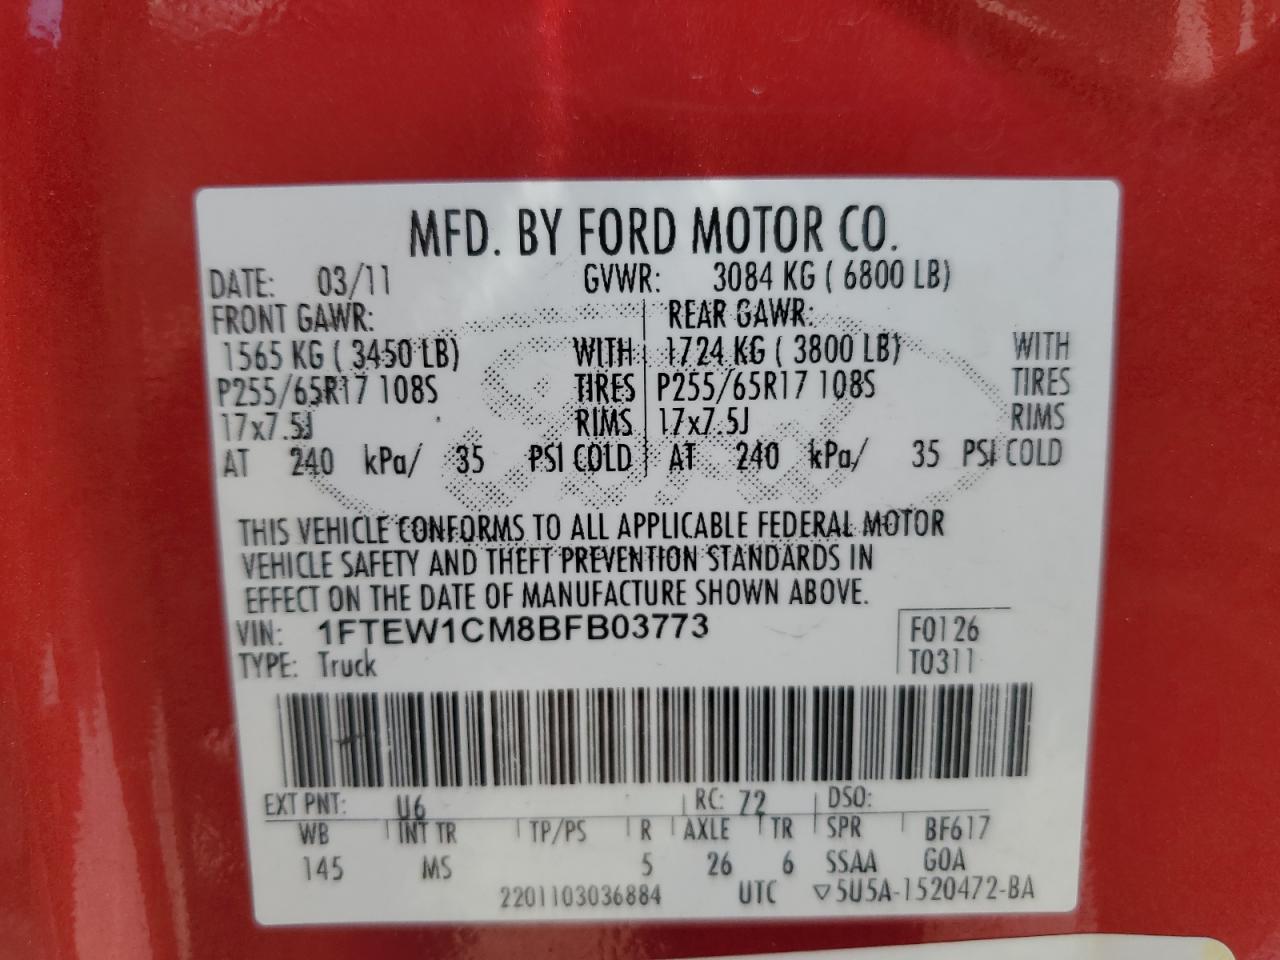 MFD. BY FORD MOTOR CO.
DATE: 03/11 GVWR: 3084 KG ( 6800 LB)
FRONT GAWR: REAR GAWR:
1565 KG ( 3450 LB) WITH 1724 KG ( 3800 LB) WITH
P255/65R17 108S TIRES P255/65R17 108S TIRES
17x7.5J RIMS 17x7.5J RIMS
AT 240 kPa/ 35 PSI COLD AT 240 kPa/ 35 PSI COLD
THIS VEHICLE CONFORMS TO ALL APPLICABLE FEDERAL MOTOR
VEHICLE SAFETY AND THEFT PREVENTION STANDARDS IN
EFFECT ON THE DATE OF MANUFACTURE SHOWN ABOVE.
VIN: 1FTEW1CM8BFB03773 F0126
TYPE: Truck T0311
EXT PNT: U6 RC: 72 DSO:
WB INT TR TP/PS R AXLE TR SPR BF617
145 MS 5 26 6 SSAA GOA
2201103036884 UTC ▽5U5A-1520472-BA